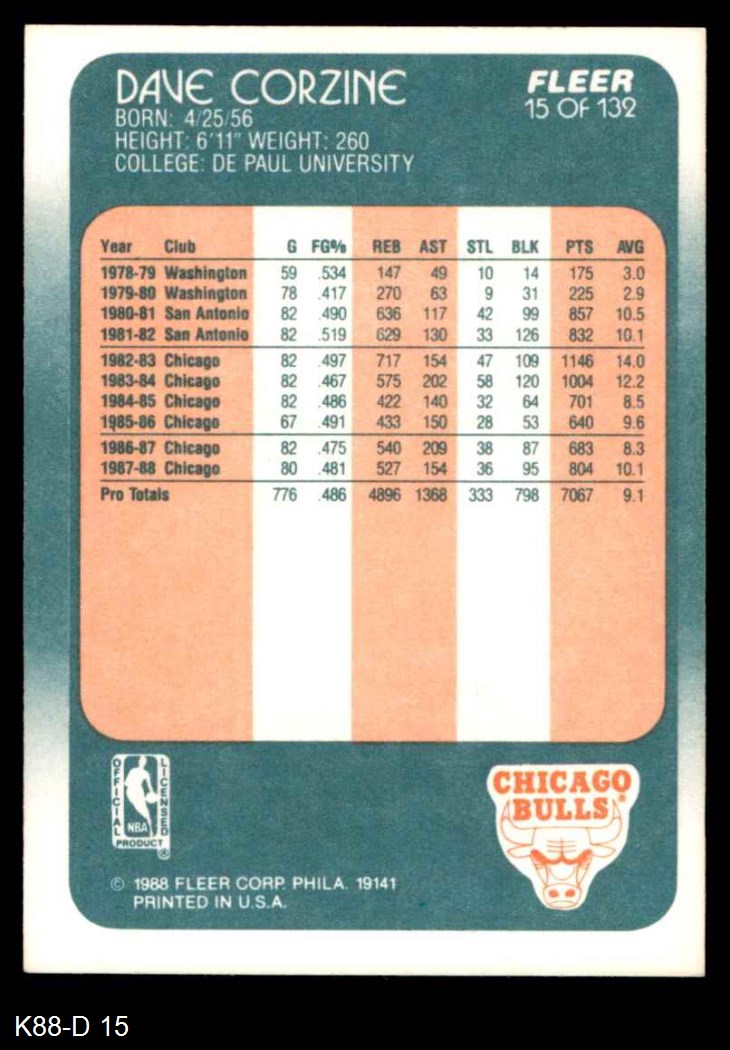 DAVE CORZINE
FLEER
15 OF 132
BORN: 4/25/56
HEIGHT: 6'11" WEIGHT: 260
COLLEGE: DE PAUL UNIVERSITY
Year Club G FG% REB AST STL BLK PTS AVG
1978-79 Washington 59 .534 147 49 10 14 175 3.0
1979-80 Washington 78 .417 270 63 9 31 225 2.9
1980-81 San Antonio 82 .490 636 117 42 99 857 10.5
1981-82 San Antonio 82 .519 629 130 33 126 832 10.1
1982-83 Chicago 82 .497 717 154 47 109 1146 14.0
1983-84 Chicago 82 .467 575 202 58 120 1004 12.2
1984-85 Chicago 82 .486 422 140 32 64 701 8.5
1985-86 Chicago 67 .491 433 150 28 53 640 9.6
1986-87 Chicago 82 .475 540 209 38 87 683 8.3
1987-88 Chicago 80 .481 527 154 36 95 804 10.1
Pro Totals 776 .486 4896 1368 333 798 7067 9.1
OFFICIAL
LICENSED
NBA
PRODUCT
®
CHICAGO
BULLS®
© 1988 FLEER CORP. PHILA. 19141
PRINTED IN U.S.A.
K88-D 15